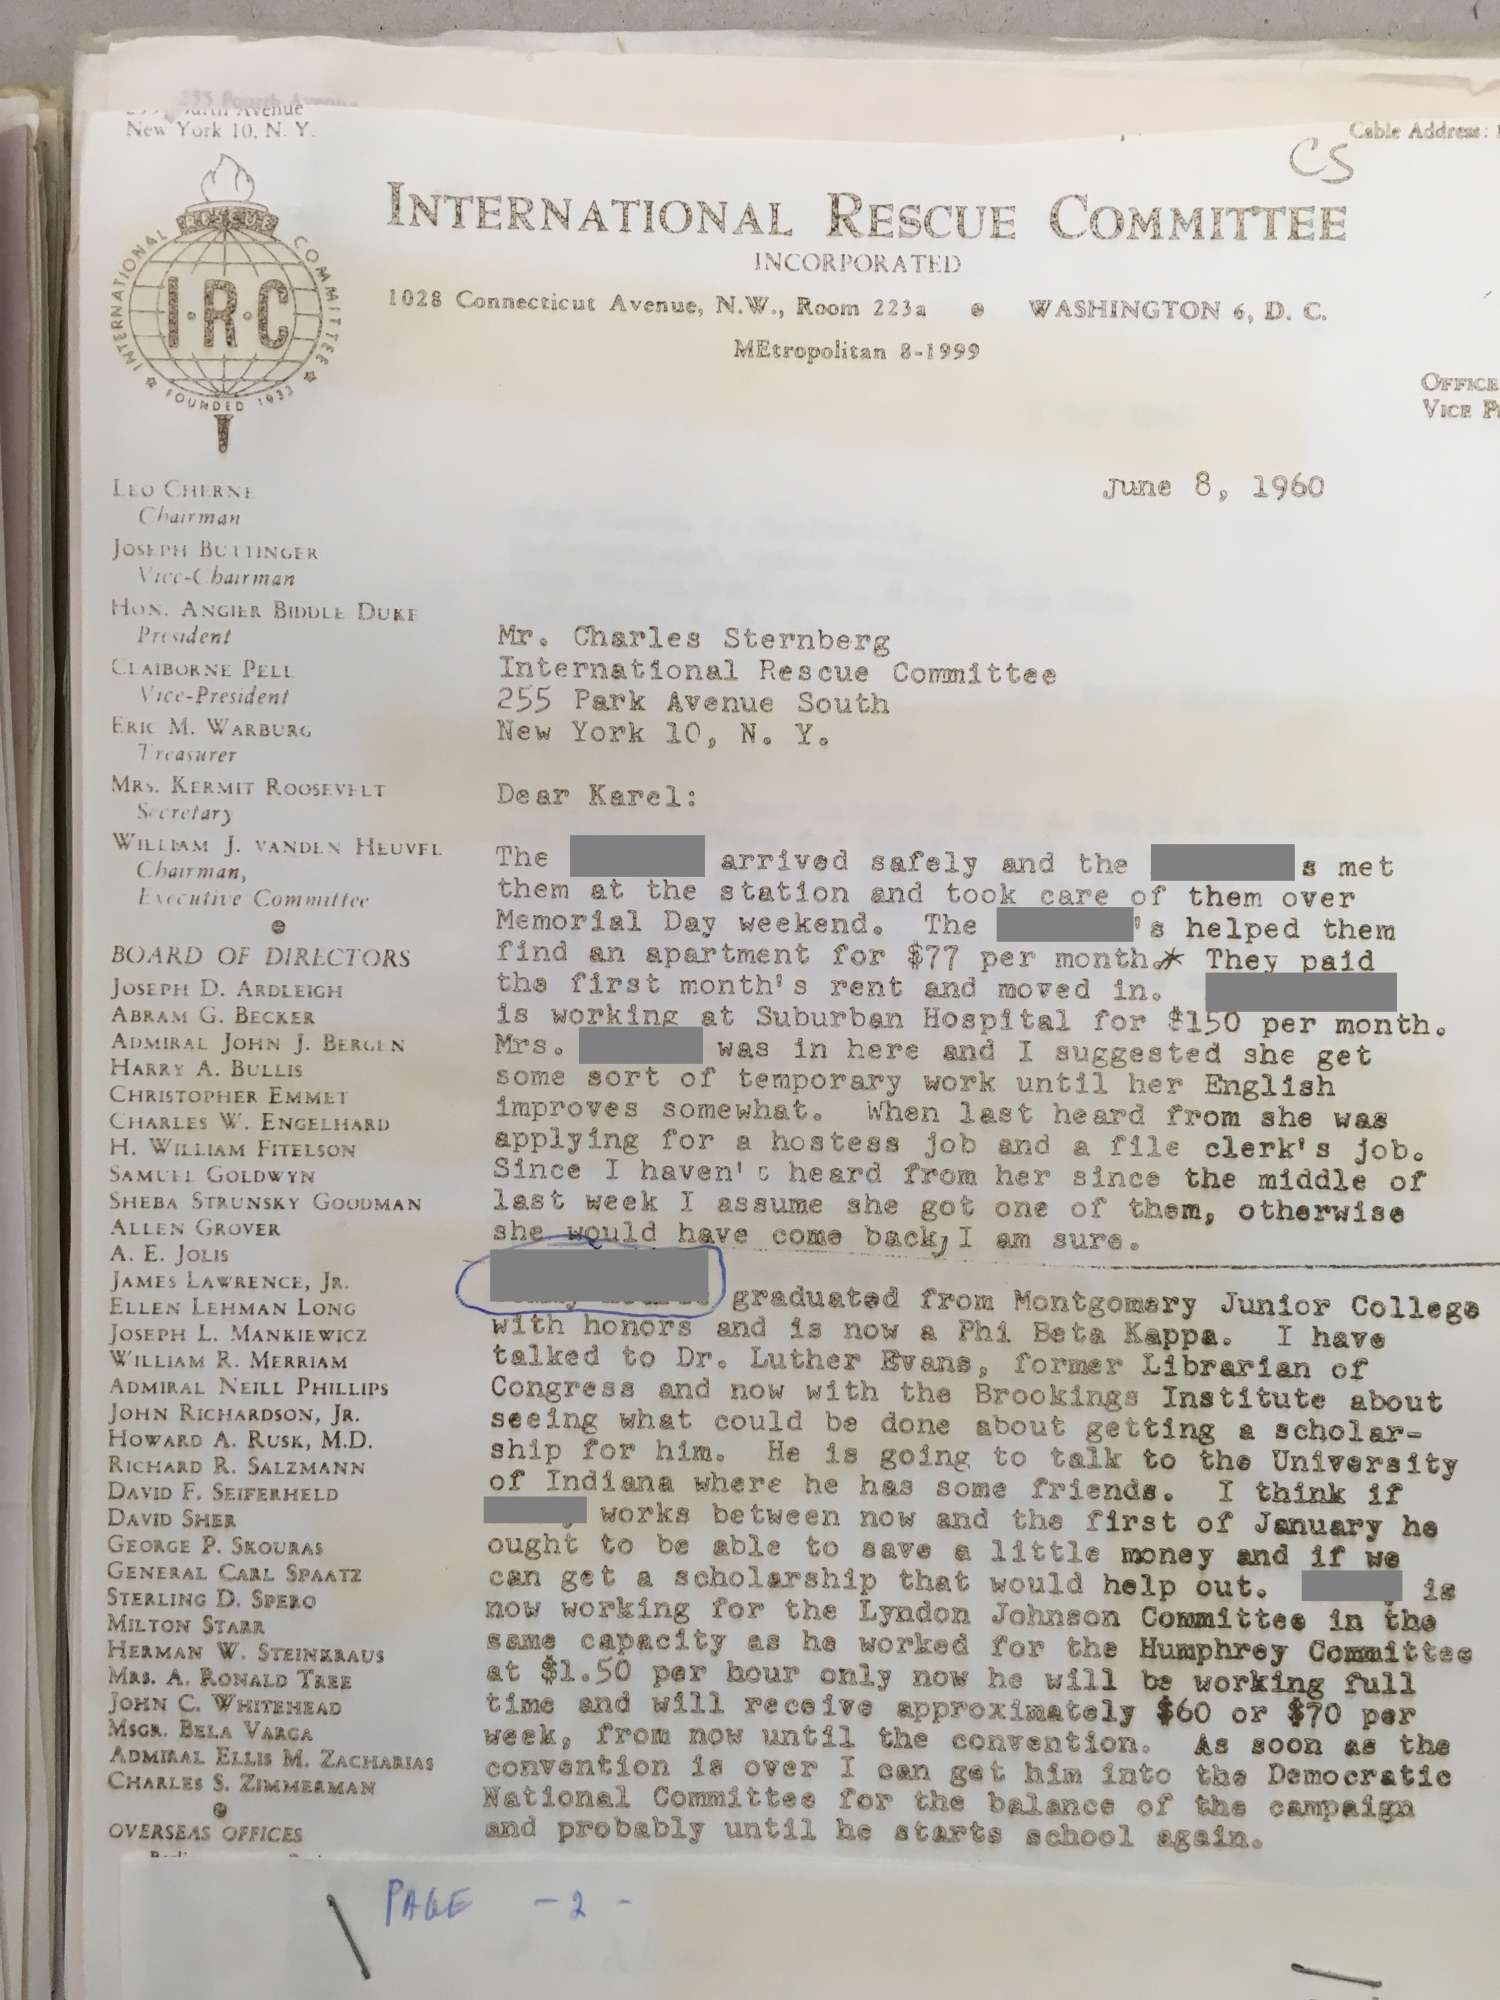 255 Fourth Avenue
New York 10, N. Y.
Cable Address:
CS
INTERNATIONAL RESCUE COMMITTEE
INCORPORATED
1028 Connecticut Avenue, N.W., Room 223a WASHINGTON 6, D. C.
MEtropolitan 8-1999
INTERNATIONAL RESCUE COMMITTEE
I·R·C
FOUNDED 1933
OFFICE
VICE
June 8, 1960
LEO CHERNE
Chairman
JOSEPH BUTTINGER
Vice-Chairman
HON. ANGIER BIDDLE DUKE
President
CLAIBORNE PELL
Vice-President
ERIC M. WARBURG
Treasurer
MRS. KERMIT ROOSEVELT
Secretary
WILLIAM J. VANDEN HEUVEL
Chairman,
Executive Committee
BOARD OF DIRECTORS
JOSEPH D. ARDLEIGH
ABRAM G. BECKER
ADMIRAL JOHN J. BERGEN
HARRY A. BULLIS
CHRISTOPHER EMMET
CHARLES W. ENGELHARD
H. WILLIAM FITELSON
SAMUEL GOLDWYN
SHEBA STRUNSKY GOODMAN
ALLEN GROVER
A. E. JOLIS
JAMES LAWRENCE, JR.
ELLEN LEHMAN LONG
JOSEPH L. MANKIEWICZ
WILLIAM R. MERRIAM
ADMIRAL NEILL PHILLIPS
JOHN RICHARDSON, JR.
HOWARD A. RUSK, M.D.
RICHARD R. SALZMANN
DAVID F. SEIFERHELD
DAVID SHER
GEORGE P. SKOURAS
GENERAL CARL SPAATZ
STERLING D. SPERO
MILTON STARR
HERMAN W. STEINKRAUS
MRS. A. RONALD TREE
JOHN C. WHITEHEAD
MSGR. BELA VARGA
ADMIRAL ELLIS M. ZACHARIAS
CHARLES S. ZIMMERMAN
OVERSEAS OFFICES
Mr. Charles Sternberg
International Rescue Committee
255 Park Avenue South
New York 10, N. Y.
Dear Karel:
The arrived safely and the s met
them at the station and took care of them over
Memorial Day weekend. The 's helped them
find an apartment for $77 per month.* They paid
the first month's rent and moved in.
is working at Suburban Hospital for $150 per month.
Mrs. was in here and I suggested she get
some sort of temporary work until her English
improves somewhat. When last heard from she was
applying for a hostess job and a file clerk's job.
Since I haven't heard from her since the middle of
last week I assume she got one of them, otherwise
she would have come back, I am sure.
graduated from Montgomery Junior College
with honors and is now a Phi Beta Kappa. I have
talked to Dr. Luther Evans, former Librarian of
Congress and now with the Brookings Institute about
seeing what could be done about getting a scholar-
ship for him. He is going to talk to the University
of Indiana where he has some friends. I think if
works between now and the first of January he
ought to be able to save a little money and if we
can get a scholarship that would help out. is
now working for the Lyndon Johnson Committee in the
same capacity as he worked for the Humphrey Committee
at $1.50 per hour only now he will be working full
time and will receive approximately $60 or $70 per
week, from now until the convention. As soon as the
convention is over I can get him into the Democratic
National Committee for the balance of the campaign
and probably until he starts school again.
PAGE - 2 -